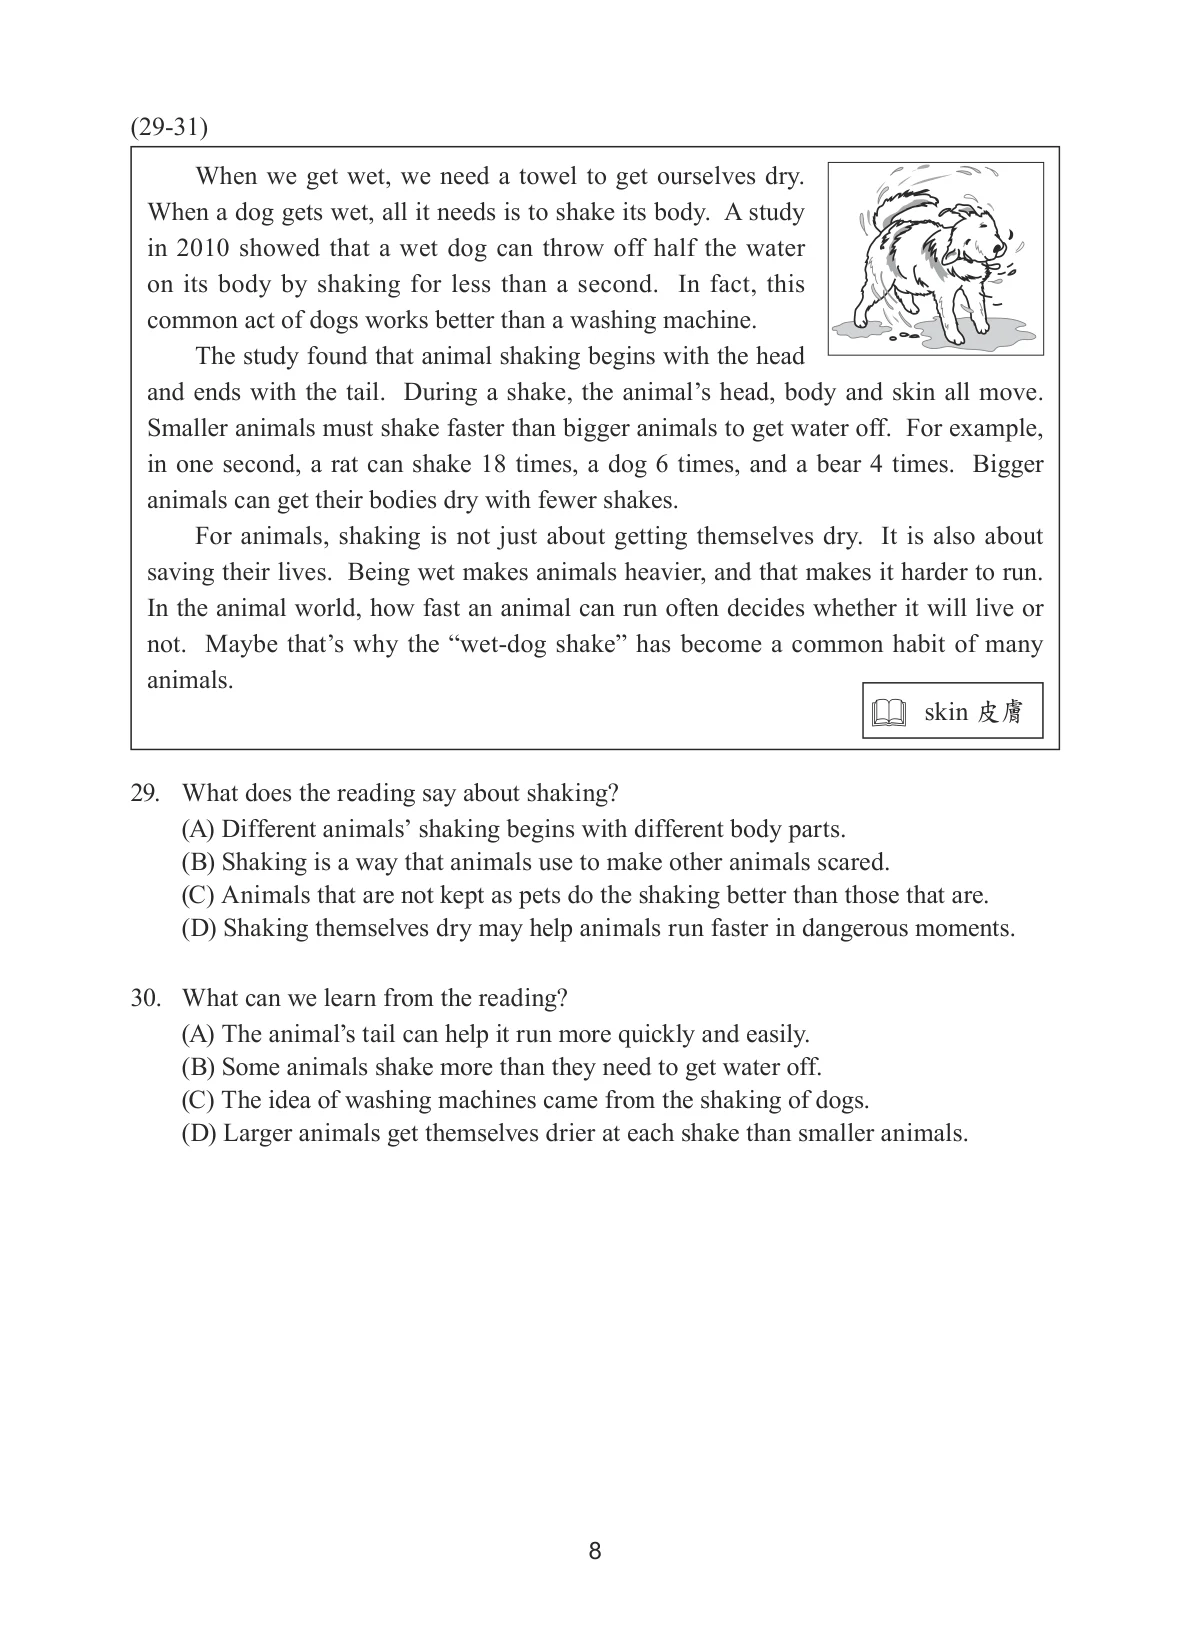 (29-31)
When we get wet, we need a towel to get ourselves dry.
When a dog gets wet, all it needs is to shake its body. A study
in 2010 showed that a wet dog can throw off half the water
on its body by shaking for less than a second. In fact, this
common act of dogs works better than a washing machine.
The study found that animal shaking begins with the head
and ends with the tail. During a shake, the animal’s head, body and skin all move.
Smaller animals must shake faster than bigger animals to get water off. For example,
in one second, a rat can shake 18 times, a dog 6 times, and a bear 4 times. Bigger
animals can get their bodies dry with fewer shakes.
For animals, shaking is not just about getting themselves dry. It is also about
saving their lives. Being wet makes animals heavier, and that makes it harder to run.
In the animal world, how fast an animal can run often decides whether it will live or
not. Maybe that’s why the “wet-dog shake” has become a common habit of many
animals.
skin 皮膚
29. What does the reading say about shaking?
(A) Different animals’ shaking begins with different body parts.
(B) Shaking is a way that animals use to make other animals scared.
(C) Animals that are not kept as pets do the shaking better than those that are.
(D) Shaking themselves dry may help animals run faster in dangerous moments.
30. What can we learn from the reading?
(A) The animal’s tail can help it run more quickly and easily.
(B) Some animals shake more than they need to get water off.
(C) The idea of washing machines came from the shaking of dogs.
(D) Larger animals get themselves drier at each shake than smaller animals.
8